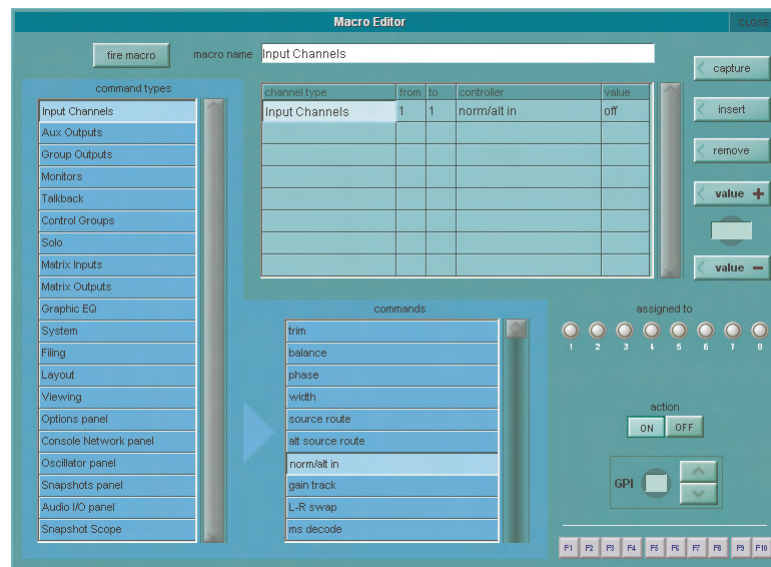 Macro Editor
CLOSE
fire macro
macro name
Input Channels
capture
insert
remove
value +
value −
command types
Input Channels
Aux Outputs
Group Outputs
Monitors
Talkback
Control Groups
Solo
Matrix Inputs
Matrix Outputs
Graphic EQ
System
Filing
Layout
Viewing
Options panel
Console Network panel
Oscillator panel
Snapshots panel
Audio I/O panel
Snapshot Scope
channel type from to controller value
Input Channels 1 1 norm/alt in off
commands
trim
balance
phase
width
source route
alt source route
norm/alt in
gain track
L-R swap
ms decode
assigned to
1 2 3 4 5 6 7 8
action
ON OFF
GPI
F1 F2 F3 F4 F5 F6 F7 F8 F9 F10